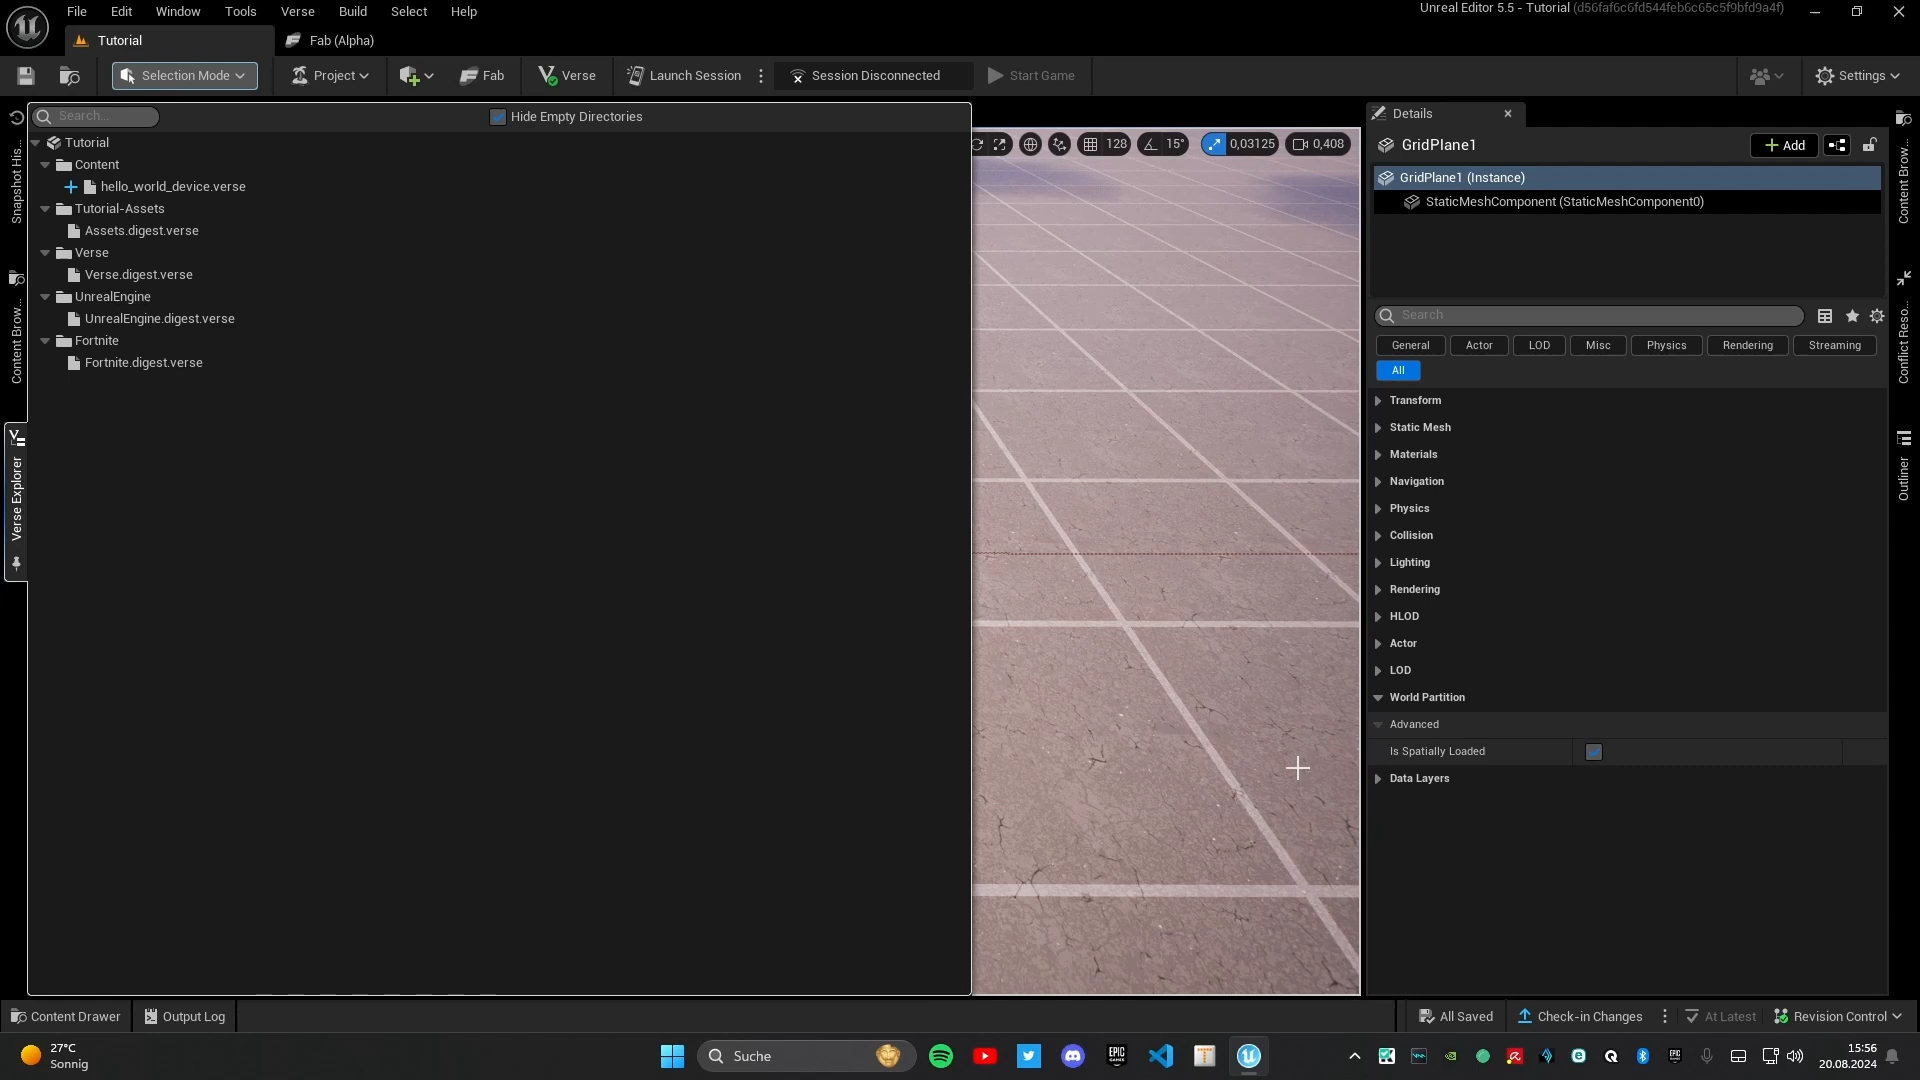 File Edit Window Tools Verse Build Select Help
Unreal Editor 5.5 - Tutorial (d56faf6c6fd544feb6c65c5f9bfd9a4f)
Tutorial
Fab (Alpha)
Selection Mode
Project
Fab
Verse
Launch Session
Session Disconnected
Start Game
Settings
Search...
Hide Empty Directories
Tutorial
Content
hello_world_device.verse
Tutorial-Assets
Assets.digest.verse
Verse
Verse.digest.verse
UnrealEngine
UnrealEngine.digest.verse
Fortnite
Fortnite.digest.verse
Snapshot His...
Content Brow...
Verse Explorer
128
15°
0,03125
0,408
Details
GridPlane1
Add
GridPlane1 (Instance)
StaticMeshComponent (StaticMeshComponent0)
Search
General Actor LOD Misc Physics Rendering Streaming
All
Transform
Static Mesh
Materials
Navigation
Physics
Collision
Lighting
Rendering
HLOD
Actor
LOD
World Partition
Advanced
Is Spatially Loaded
Data Layers
Content Brow...
Conflict Reso...
Outliner
Content Drawer
Output Log
All Saved
Check-in Changes
At Latest
Revision Control
27°C
Sonnig
Suche
EPIC
GAMES
15:56
20.08.2024